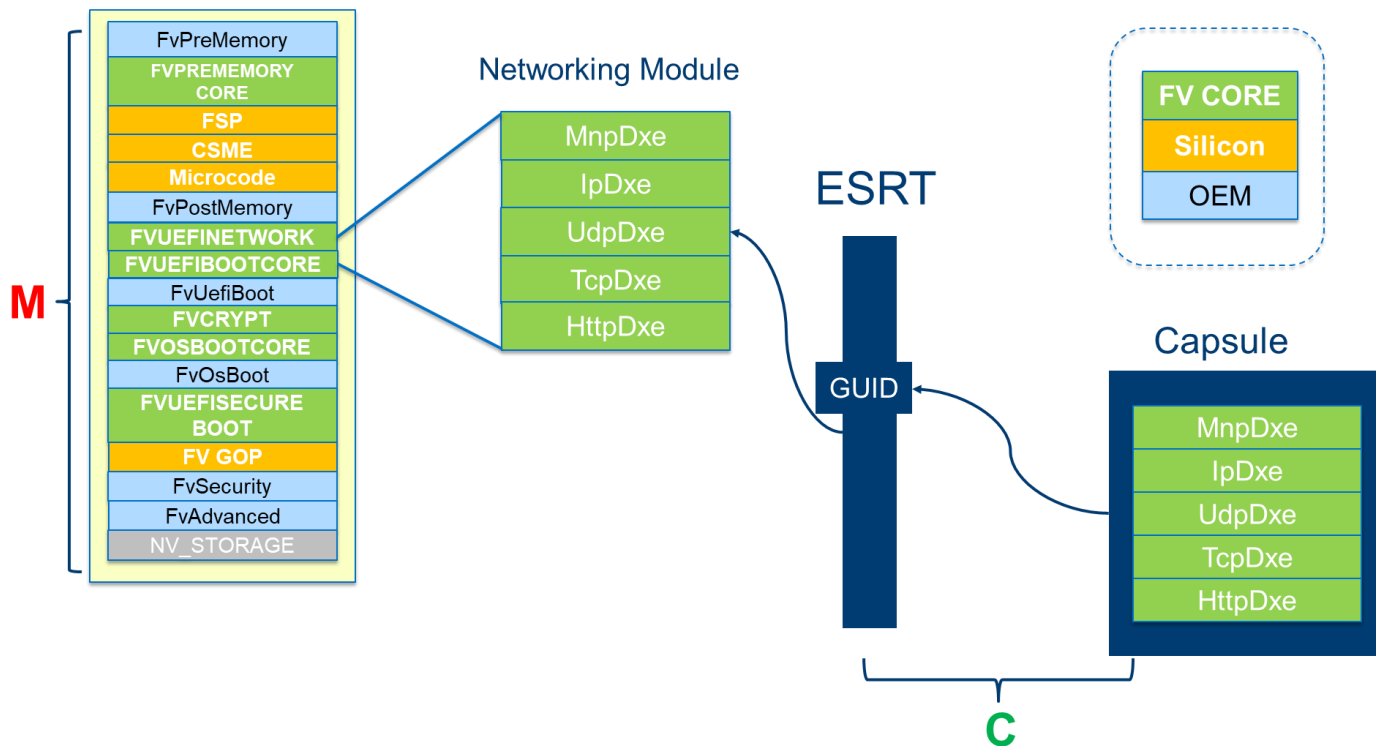 M
FvPreMemory
FVPREMEMORY
CORE
FSP
CSME
Microcode
FvPostMemory
FVUEFINETWORK
FVUEFIBOOTCORE
FvUefiBoot
FVCRYPT
FVOSBOOTCORE
FvOsBoot
FVUEFISECURE
BOOT
FV GOP
FvSecurity
FvAdvanced
NV_STORAGE
Networking Module
MnpDxe
IpDxe
UdpDxe
TcpDxe
HttpDxe
ESRT
GUID
FV CORE
Silicon
OEM
Capsule
MnpDxe
IpDxe
UdpDxe
TcpDxe
HttpDxe
C